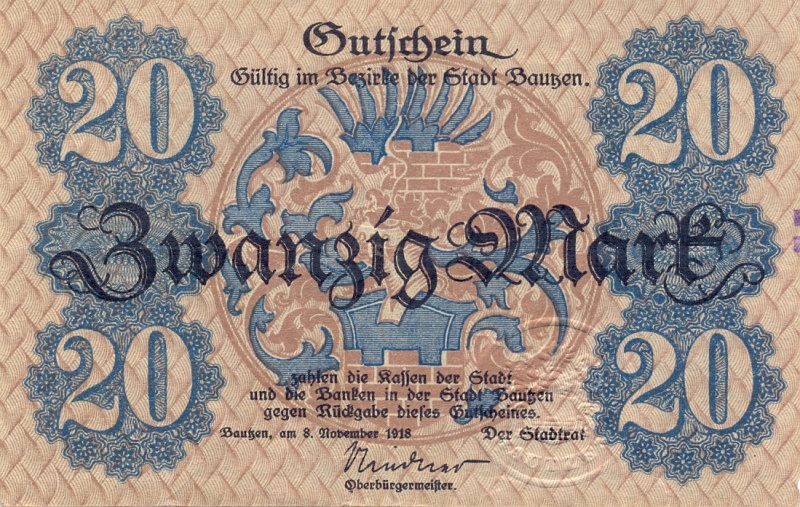 Gutschein
Gültig im Bezirke der Stadt Bautzen.
20 20
Zwanzig Mark
20 20
zahlen die Kassen der Stadt
und die Banken in der Stadt Bautzen
gegen Rückgabe dieses Gutscheines.
Bautzen, am 8. November 1918 Der Stadtrat
Oberbürgermeister.